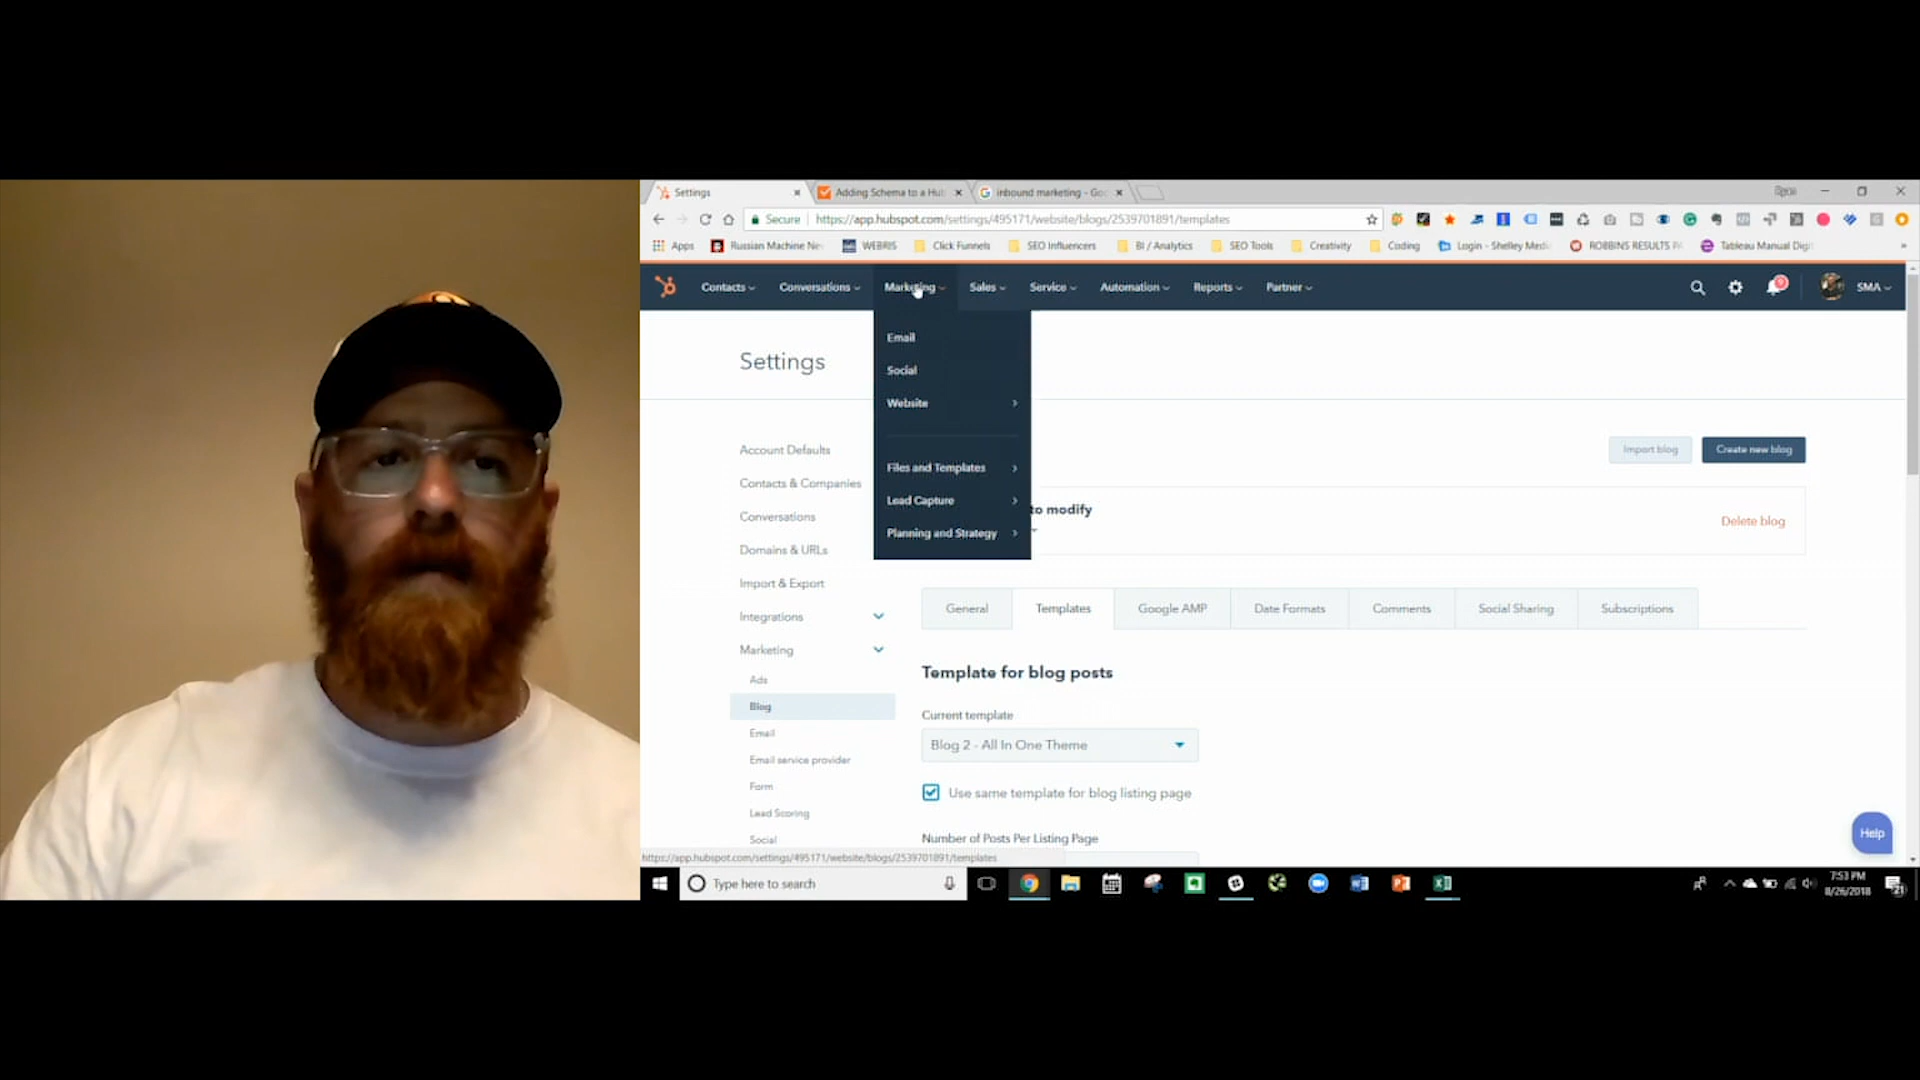 Settings
Adding Schema to a Hub
inbound marketing - Goo
Secure
https://app.hubspot.com/settings/495171/website/blogs/2539701891/templates
Apps
Russian Machine Ne
WEBRIS
Click Funnels
SEO Influencers
BI / Analytics
SEO Tools
Creativity
Coding
Login - Shelley Medi
ROBBINS RESULTS PA
Tableau Manual Digi
Contacts
Conversations
Marketing
Sales
Service
Automation
Reports
Partner
SMA
Email
Social
Website
Files and Templates
Lead Capture
Planning and Strategy
Settings
Account Defaults
Contacts & Companies
Conversations
Domains & URLs
Import & Export
Integrations
Marketing
Ads
Blog
Email
Email service provider
Form
Lead Scoring
Social
Import blog
Create new blog
to modify
Delete blog
General
Templates
Google AMP
Date Formats
Comments
Social Sharing
Subscriptions
Template for blog posts
Current template
Blog 2 - All In One Theme
Use same template for blog listing page
Number of Posts Per Listing Page
Help
https://app.hubspot.com/settings/495171/website/blogs/2539701891/templates
Type here to search
7:53 PM
8/26/2018
21